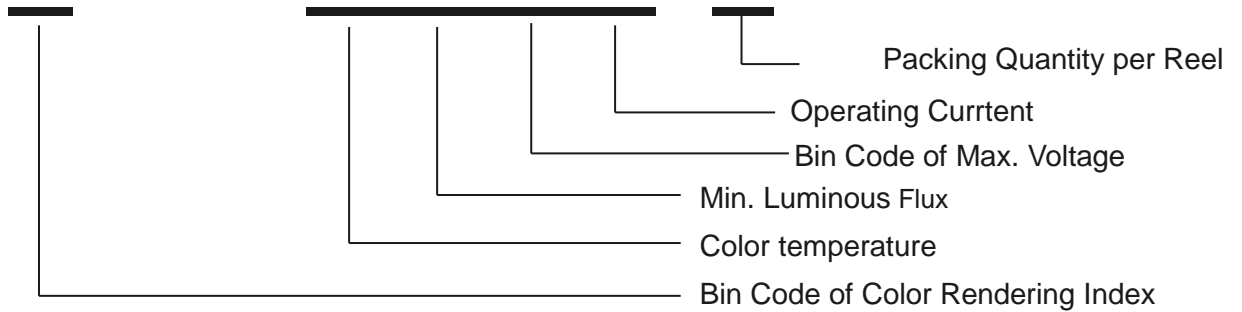 Packing Quantity per Reel
Operating Currtent
Bin Code of Max. Voltage
Min. Luminous Flux
Color temperature
Bin Code of Color Rendering Index